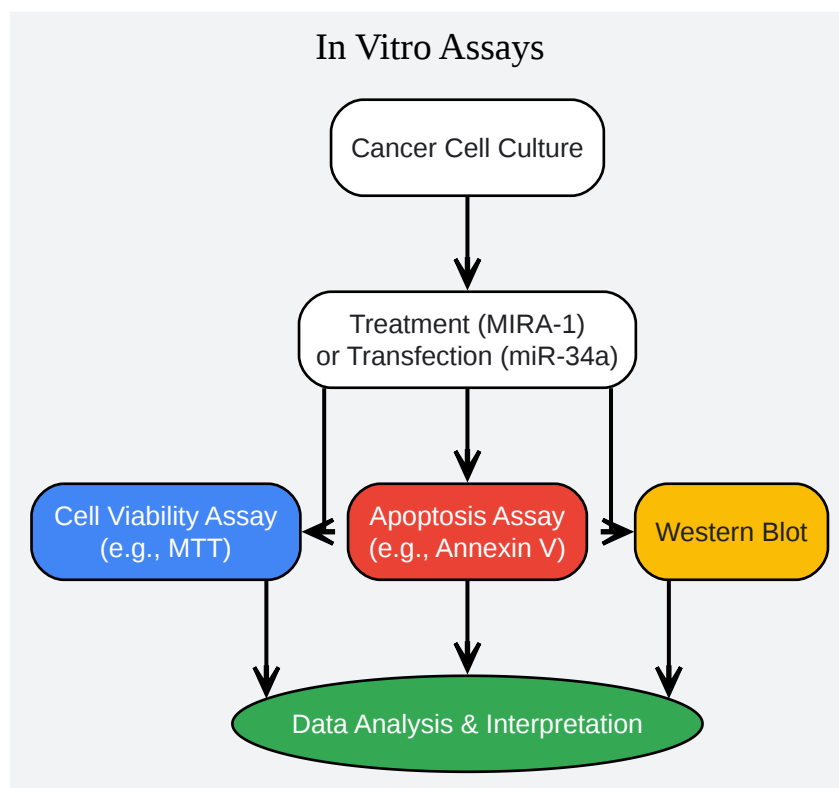 In Vitro Assays
Cancer Cell Culture
Treatment (MIRA-1)
or Transfection (miR-34a)
Cell Viability Assay
(e.g., MTT)
Apoptosis Assay
(e.g., Annexin V)
Western Blot
Data Analysis & Interpretation